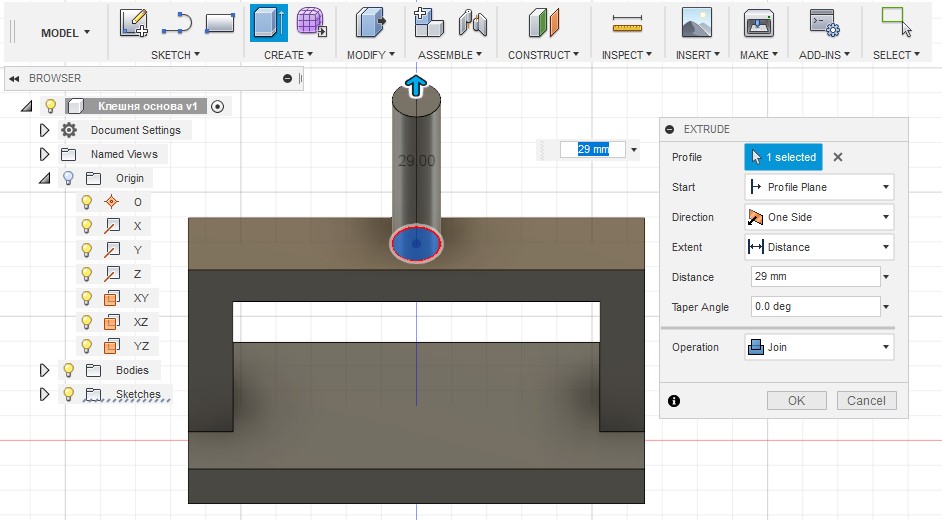 MODEL
SKETCH
CREATE
MODIFY
ASSEMBLE
CONSTRUCT
INSPECT
INSERT
MAKE
ADD-INS
SELECT
BROWSER
Клешня основа v1
Document Settings
Named Views
Origin
O
X
Y
Z
XY
XZ
YZ
Bodies
Sketches
29.00
29 mm
EXTRUDE
Profile 1 selected
Start Profile Plane
Direction One Side
Extent Distance
Distance 29 mm
Taper Angle 0.0 deg
Operation Join
OK Cancel